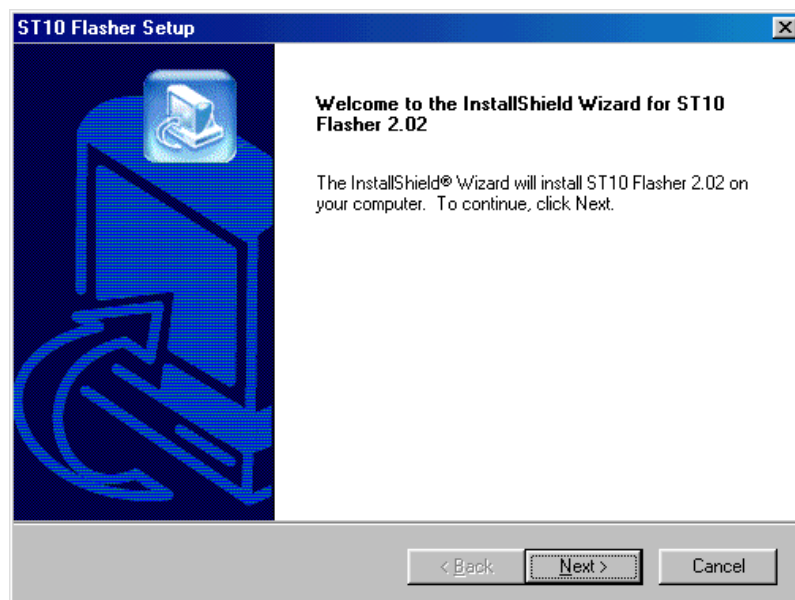 ST10 Flasher Setup
Welcome to the InstallShield Wizard for ST10
Flasher 2.02
The InstallShield® Wizard will install ST10 Flasher 2.02 on
your computer. To continue, click Next.
< Back
Next >
Cancel